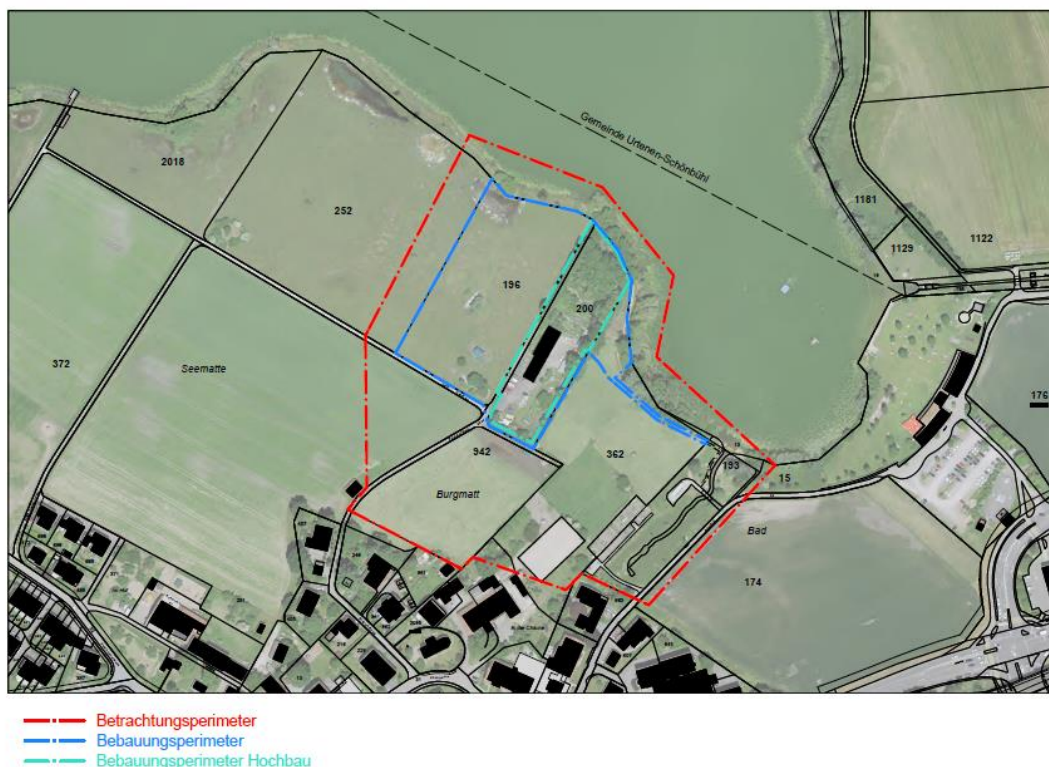 Gemeinde Urtenen-Schönbühl
2018
252
1181
1129
1122
196
200
372
Seematte
176
942
362
193
15
Burgmatt
Bad
174
Betrachtungsperimeter
Bebauungsperimeter
Bebauungsperimeter Hochbau